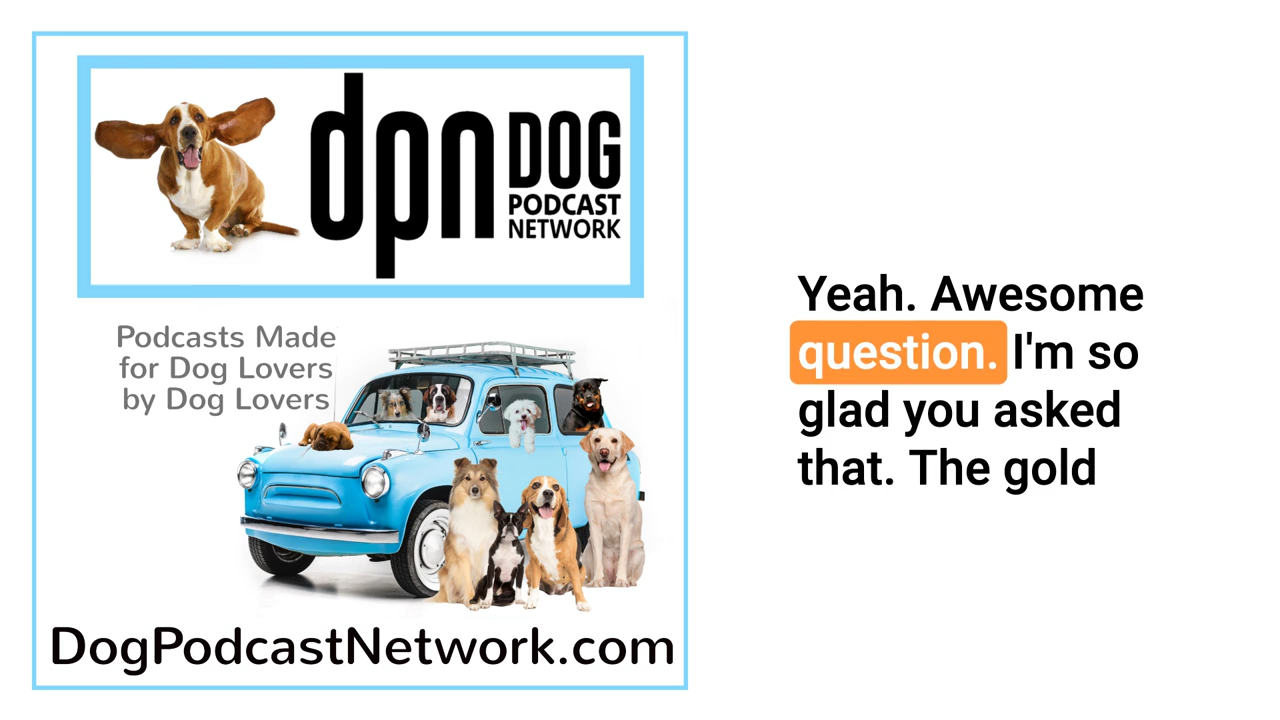 dpn DOG
PODCAST
NETWORK
Podcasts Made
for Dog Lovers
by Dog Lovers
DogPodcastNetwork.com
Yeah. Awesome
question. I'm so
glad you asked
that. The gold